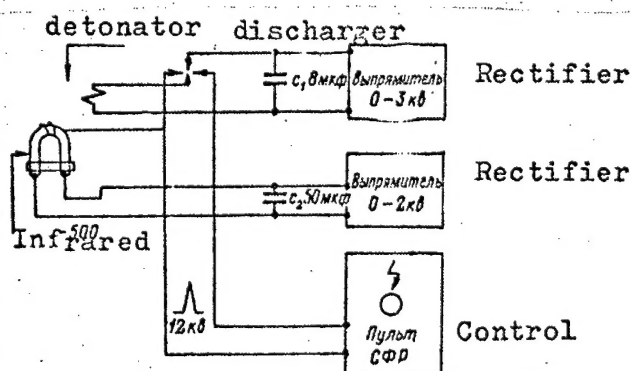 detonator discharger
C₁ 8мкф
Выпрямитель
0-3кв
Rectifier
C₂ 50мкф
Выпрямитель
0-2кв
Rectifier
Infrared
500
12кв
Пульт
СФР
Control